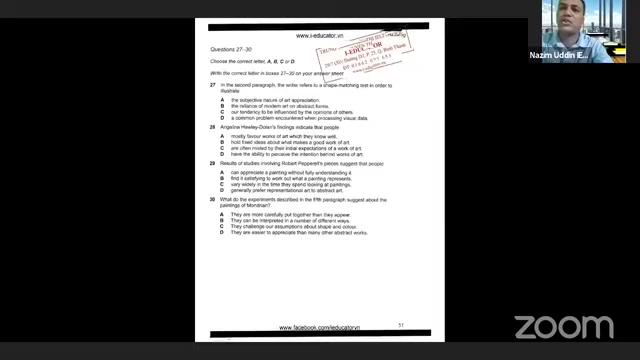 www.i-educator.vn
Nazim Uddin IE...
I-EDUCATOR
Questions 27–30
Choose the correct letter, A, B, C or D.
Write the correct letter in boxes 27–30 on your answer sheet
27 In the second paragraph, the writer refers to a shape-matching test in order to
illustrate
A the subjective nature of art appreciation.
B the reliance of modern art on abstract forms.
C our tendency to be influenced by the opinions of others.
D a common problem encountered when processing visual data.
28 Angelina Hawley-Dolan's findings indicate that people
A mostly favour works of art which they know well.
B hold fixed ideas about what makes a good work of art.
C are often misled by their initial expectations of a work of art.
D have the ability to perceive the intention behind works of art.
29 Results of studies involving Robert Pepperell's pieces suggest that people
A can appreciate a painting without fully understanding it.
B find it satisfying to work out what a painting represents.
C vary widely in the time they spend looking at paintings.
D generally prefer representational art to abstract art.
30 What do the experiments described in the fifth paragraph suggest about the
paintings of Mondrian?
A They are more carefully put together than they appear.
B They can be interpreted in a number of different ways.
C They challenge our assumptions about shape and colour.
D They are easier to appreciate than many other abstract works.
51
www.facebook.com/ieducatorvn
zoom